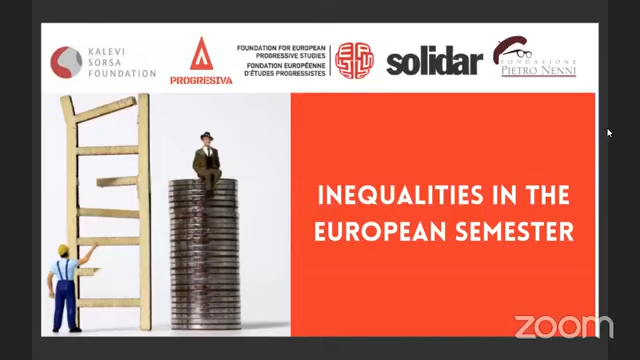 KALEVI
SORSA
FOUNDATION
PROGRESIVA
FOUNDATION FOR EUROPEAN
PROGRESSIVE STUDIES
FONDATION EUROPÉENNE
D'ÉTUDES PROGRESSISTES
solidar
FONDAZIONE
PIETRO NENNI
INEQUALITIES IN THE
EUROPEAN SEMESTER
zoom